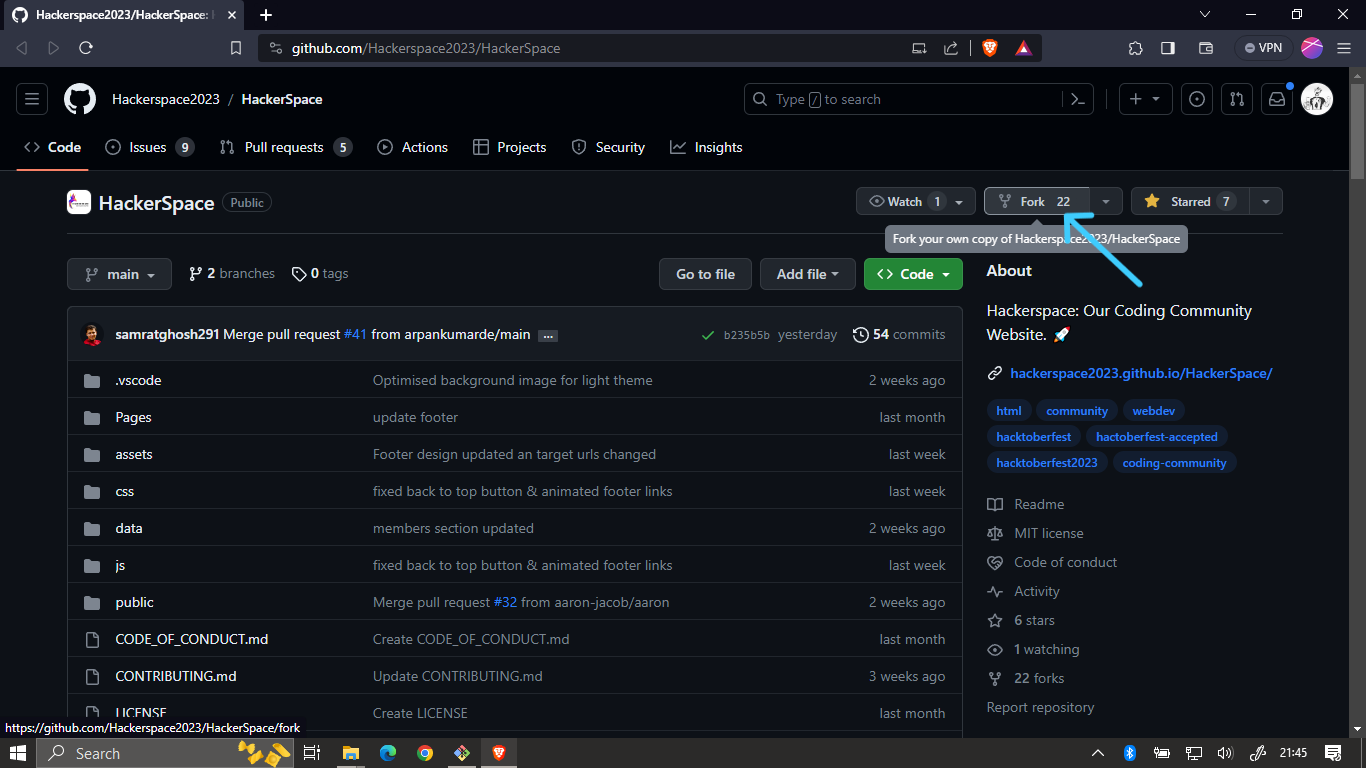 Hackerspace2023/HackerSpace:
github.com/Hackerspace2023/HackerSpace
VPN
Hackerspace2023 / HackerSpace
Type / to search
Code
Issues 9
Pull requests 5
Actions
Projects
Security
Insights
HackerSpace Public
Watch 1
Fork 22
Starred 7
Fork your own copy of Hackerspace2023/HackerSpace
main
2 branches
0 tags
Go to file
Add file
<> Code
samratghosh291 Merge pull request #41 from arpankumarde/main ...
b235b5b yesterday
54 commits
.vscode Optimised background image for light theme 2 weeks ago
Pages update footer last month
assets Footer design updated an target urls changed last week
css fixed back to top button & animated footer links last week
data members section updated 2 weeks ago
js fixed back to top button & animated footer links last week
public Merge pull request #32 from aaron-jacob/aaron 2 weeks ago
CODE_OF_CONDUCT.md Create CODE_OF_CONDUCT.md last month
CONTRIBUTING.md Update CONTRIBUTING.md 3 weeks ago
LICENSE Create LICENSE last month
About
Hackerspace: Our Coding Community
Website. 🚀
hackerspace2023.github.io/HackerSpace/
html community webdev
hacktoberfest hactoberfest-accepted
hacktoberfest2023 coding-community
Readme
MIT license
Code of conduct
Activity
6 stars
1 watching
22 forks
Report repository
https://github.com/Hackerspace2023/HackerSpace/fork
Search
21:45